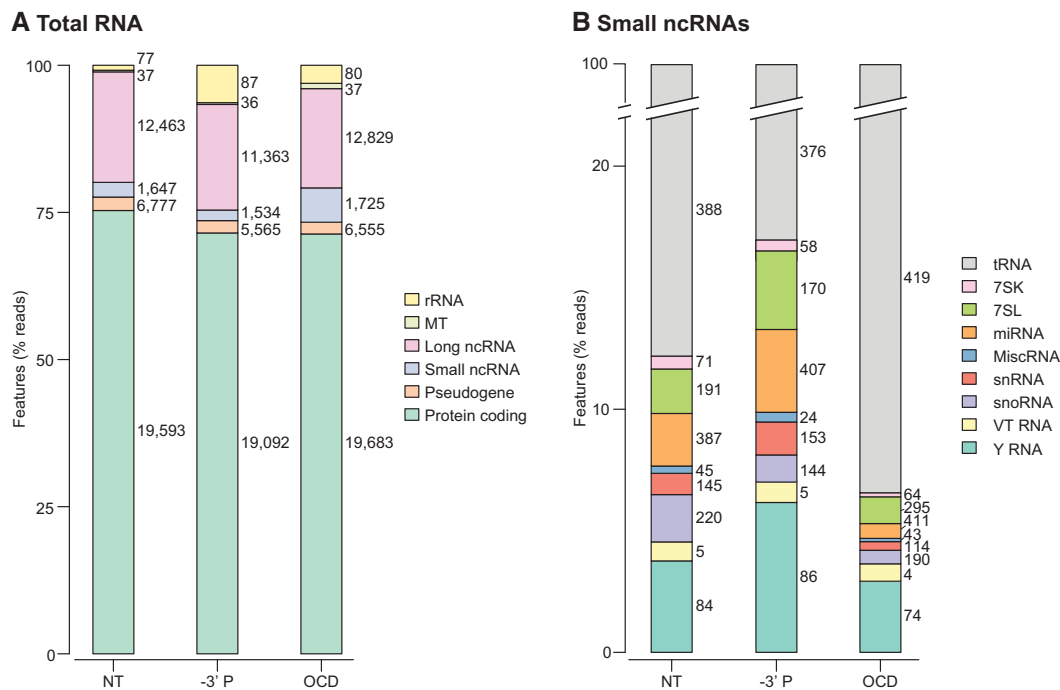 A Total RNA
100
75
50
25
0
Features (% reads)
77
37
12,463
1,647
6,777
19,593
87
36
11,363
1,534
5,565
19,092
80
37
12,829
1,725
6,555
19,683
NT
-3' P
OCD
rRNA
MT
Long ncRNA
Small ncRNA
Pseudogene
Protein coding
B Small ncRNAs
100
20
10
0
Features (% reads)
388
71
191
387
45
145
220
5
84
376
58
170
407
24
153
144
5
86
419
64
295
411
43
114
190
4
74
NT
-3' P
OCD
tRNA
7SK
7SL
miRNA
MiscRNA
snRNA
snoRNA
VT RNA
Y RNA